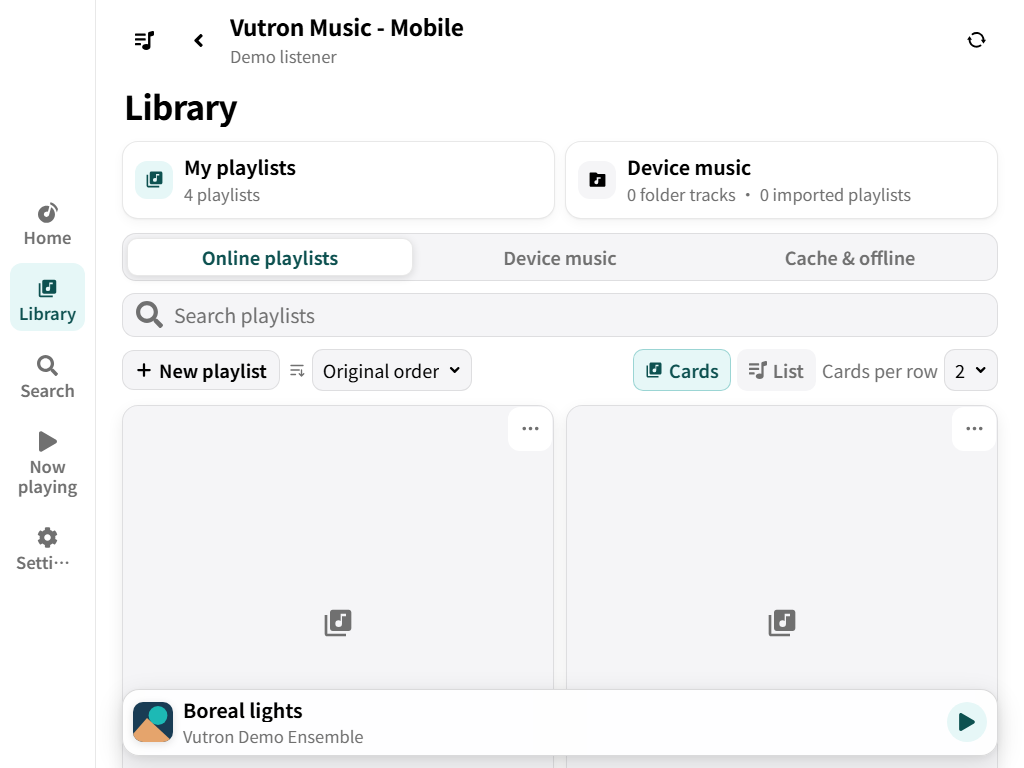 Vutron Music - Mobile
Demo listener
Library
My playlists
4 playlists
Device music
0 folder tracks • 0 imported playlists
Home
Library
Search
Now
playing
Setti…
Online playlists
Device music
Cache & offline
Search playlists
+ New playlist
Original order
Cards
List
Cards per row
2
Boreal lights
Vutron Demo Ensemble